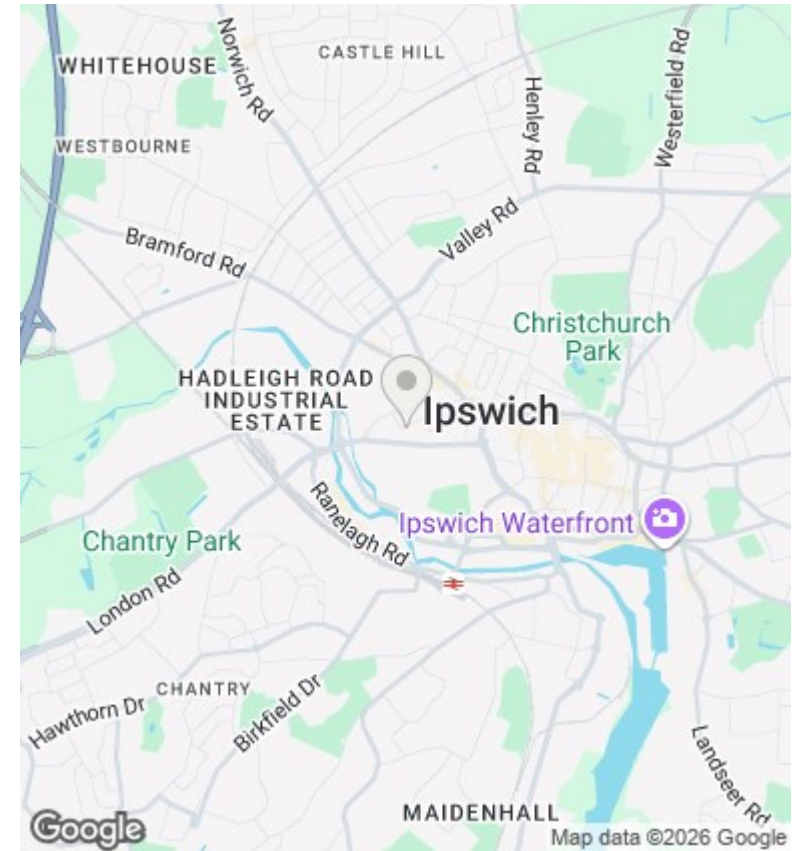 Norwich Rd
CASTLE HILL
WHITEHOUSE
Henley Rd
Westerfield Rd
WESTBOURNE
Valley Rd
Bramford Rd
Christchurch
Park
HADLEIGH ROAD
INDUSTRIAL
ESTATE
Ipswich
Ranelagh Rd
Ipswich Waterfront
Chantry Park
London Rd
CHANTRY
Hawthorn Dr
Birkfield Dr
Landseer Rd
MAIDENHALL
Google
Map data ©2026 Google